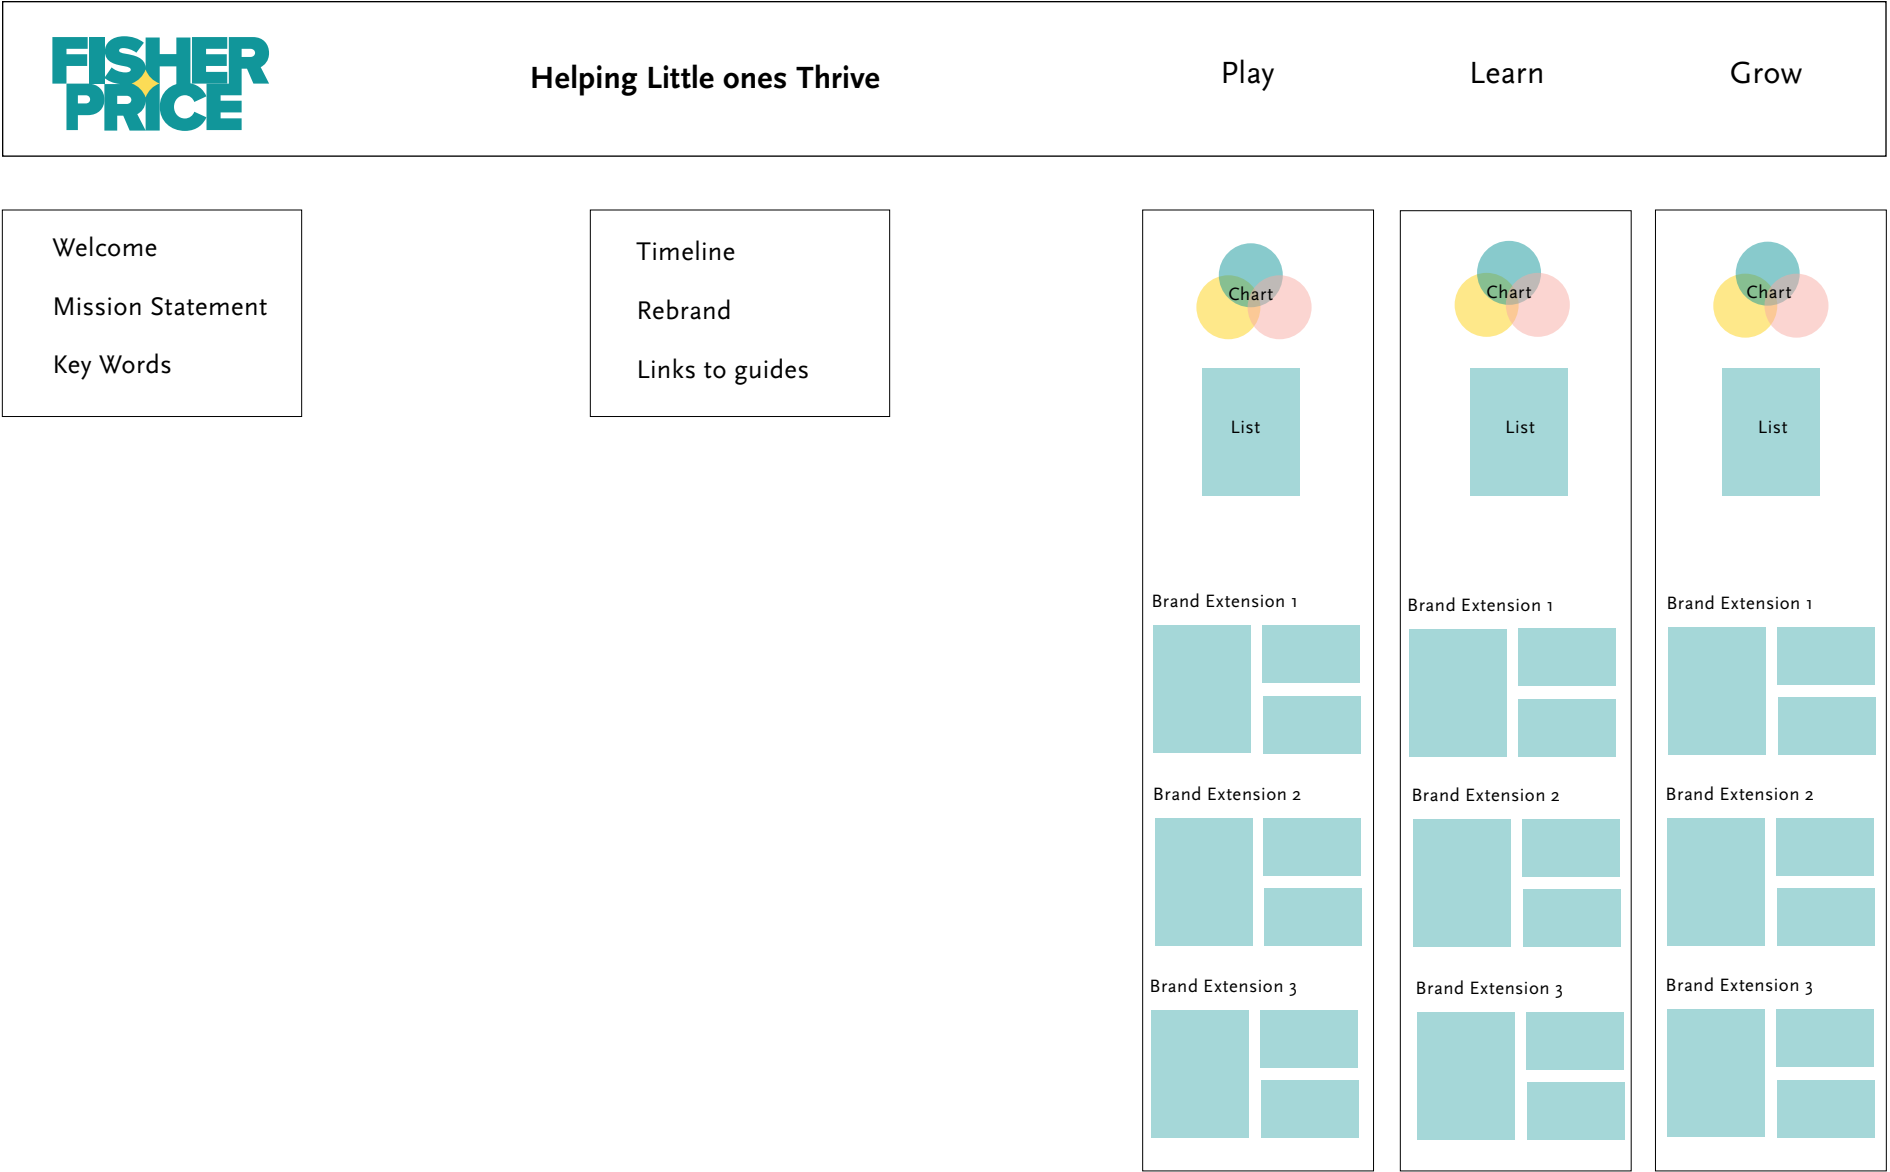 FISHER
PRICE
Helping Little ones Thrive
Play
Learn
Grow
Welcome
Mission Statement
Key Words
Timeline
Rebrand
Links to guides
Chart
List
Brand Extension 1
Brand Extension 2
Brand Extension 3
Chart
List
Brand Extension 1
Brand Extension 2
Brand Extension 3
Chart
List
Brand Extension 1
Brand Extension 2
Brand Extension 3